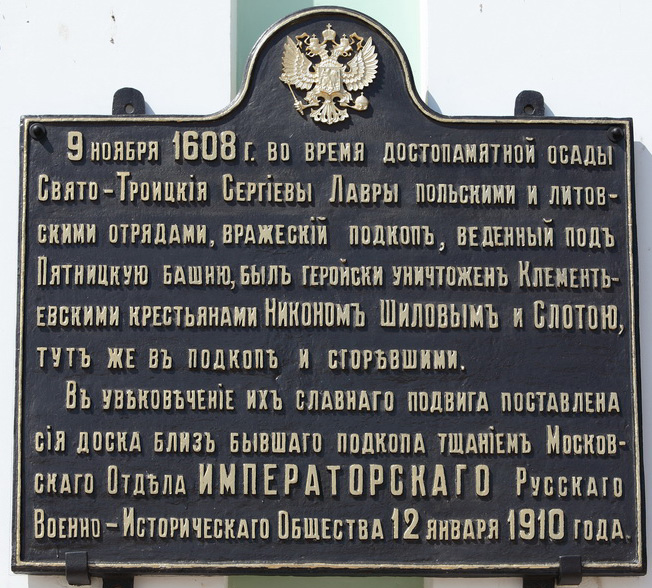 9 ноября 1608 г. во время достопамятной осады
Свято-Троицкія Сергіевы Лавры польскими и литов-
скими отрядами, вражескій подкопъ, веденный подъ
Пятницкую башню, былъ геройски уничтоженъ Клементь-
евскими крестьянами Никономъ Шиловымъ и Слотою,
тутъ же въ подкопѣ и сгорѣвшими.
Въ увѣковѣченіе ихъ славнаго подвига поставлена
сія доска близъ бывшаго подкопа тщаніемъ Москов-
скаго Отдѣла ИМПЕРАТОРСКАГО Русскаго
Военно-Историческаго Общества 12 января 1910 года.